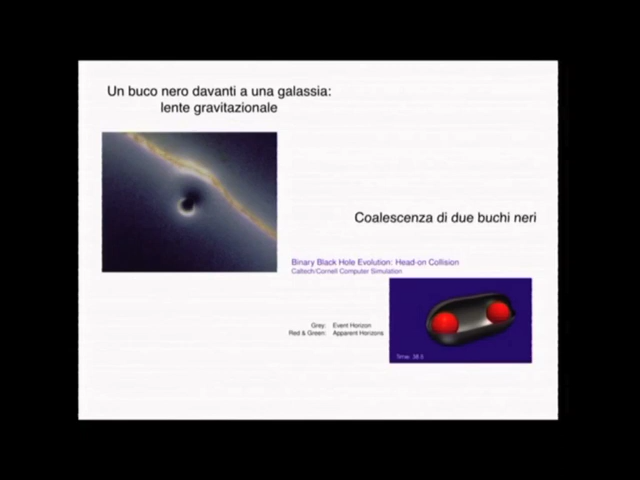 Un buco nero davanti a una galassia:
lente gravitazionale
Coalescenza di due buchi neri
Binary Black Hole Evolution: Head-on Collision
Caltech/Cornell Computer Simulation
Grey: Event Horizon
Red & Green: Apparent Horizons
Time: